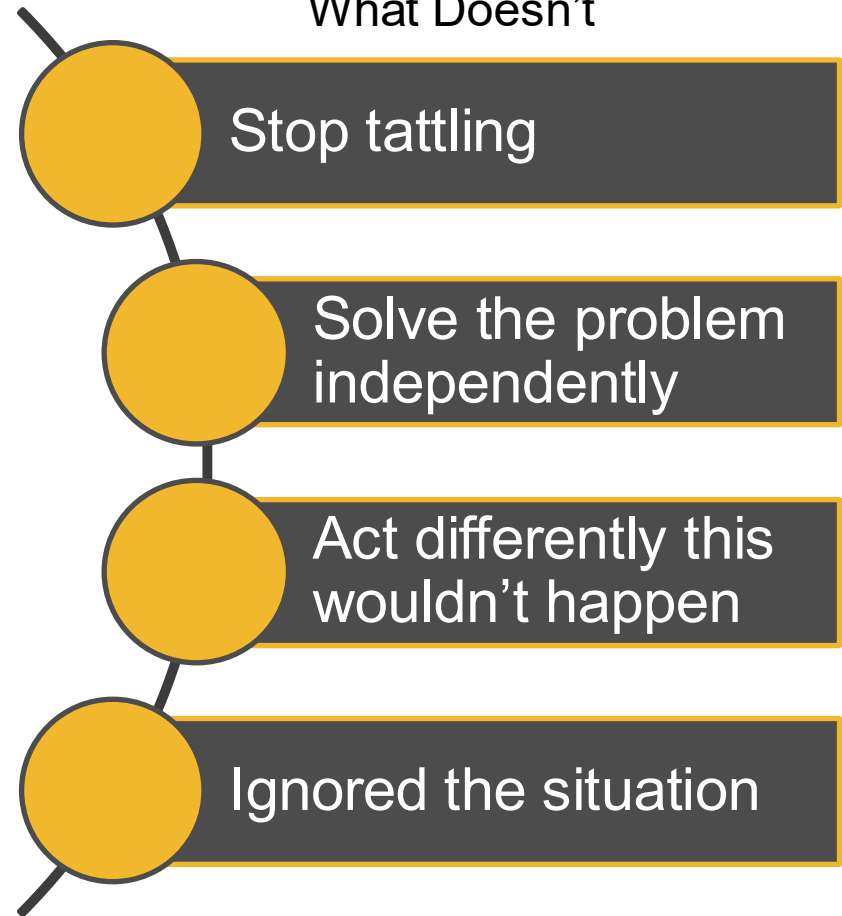 What Doesn’t
Stop tattling
Solve the problem
independently
Act differently this
wouldn’t happen
Ignored the situation